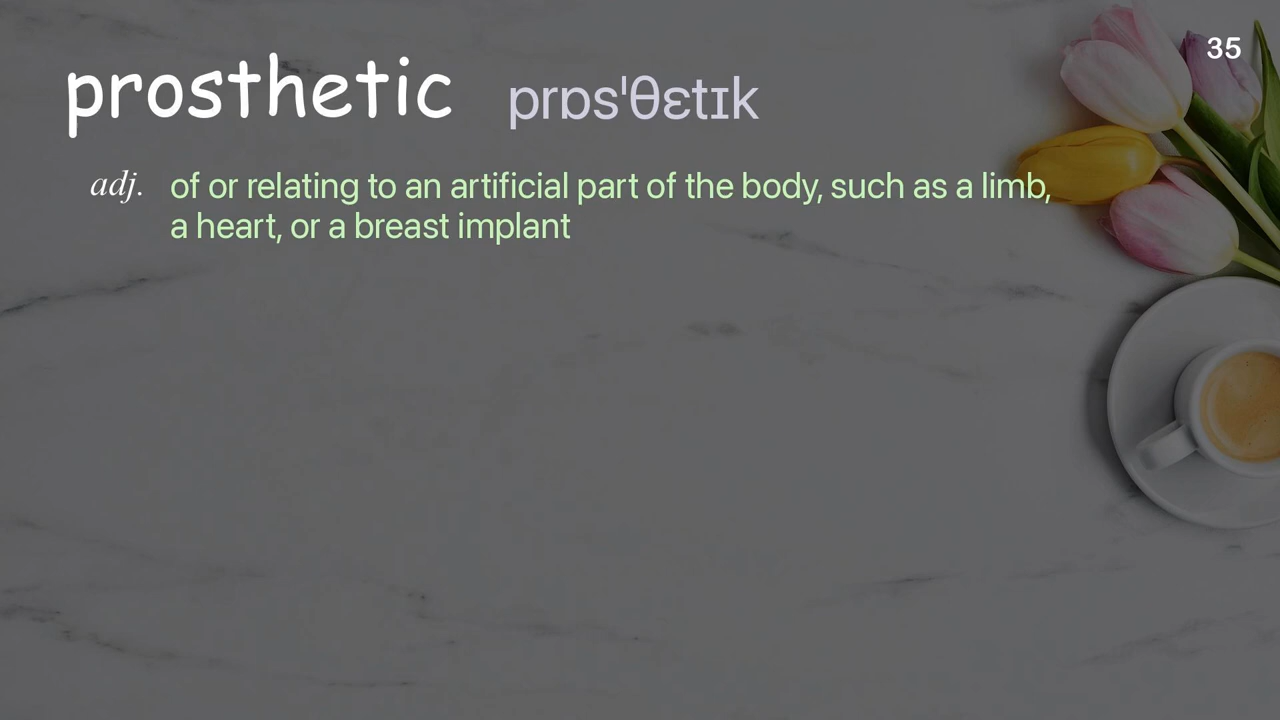 35
prosthetic prɒsˈθɛtɪk
adj. of or relating to an artificial part of the body, such as a limb,
a heart, or a breast implant